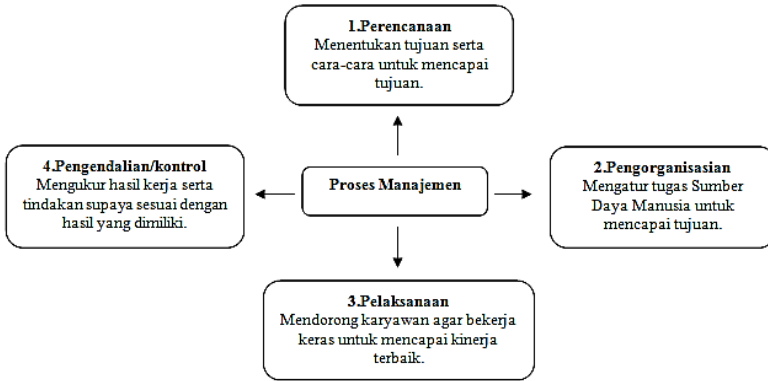 1.Perencanaan
Menentukan tujuan serta
cara-cara untuk mencapai
tujuan.
4.Pengendalian/kontrol
Mengukur hasil kerja serta
tindakan supaya sesuai dengan
hasil yang dimiliki.
Proses Manajemen
2.Pengorganisasian
Mengatur tugas Sumber
Daya Manusia untuk
mencapai tujuan.
3.Pelaksanaan
Mendorong karyawan agar bekerja
keras untuk mencapai kinerja
terbaik.